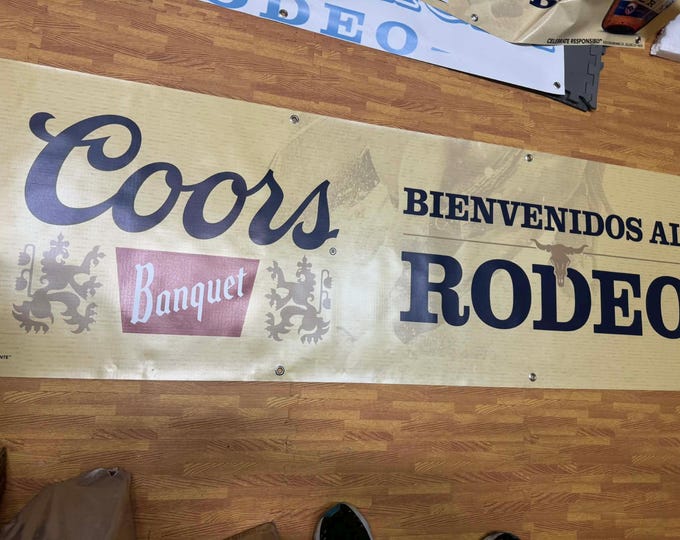 RODEO
CELEBRATE RESPONSIBLY®
Coors®
Banquet
BIENVENIDOS AL
RODEO